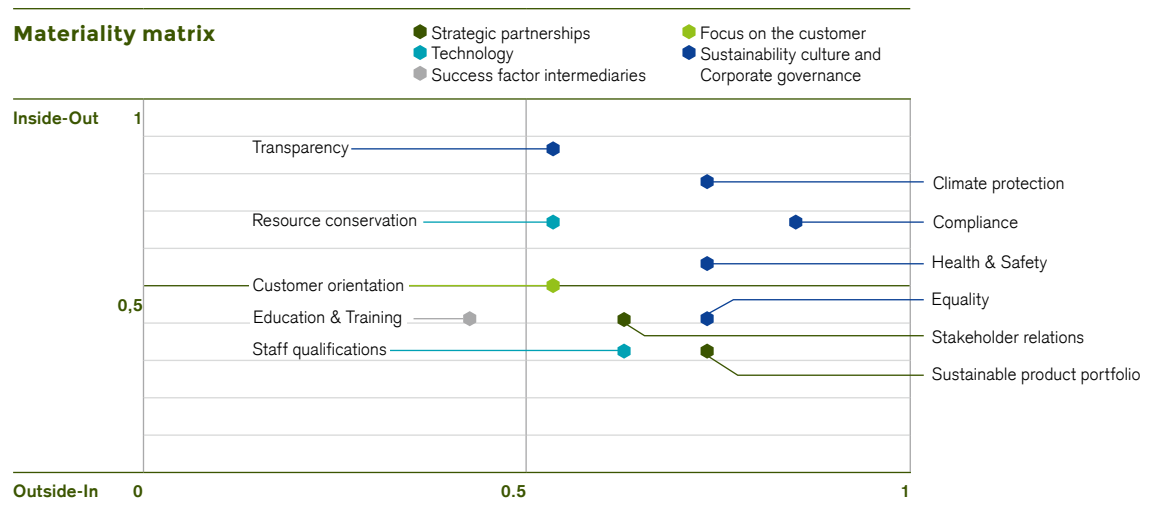 Materiality matrix
Strategic partnerships
Technology
Success factor intermediaries
Focus on the customer
Sustainability culture and
Corporate governance
Inside-Out 1
Transparency
Climate protection
Resource conservation
Compliance
Health & Safety
Customer orientation
Equality
0,5
Education & Training
Stakeholder relations
Staff qualifications
Sustainable product portfolio
Outside-In 0 0.5 1